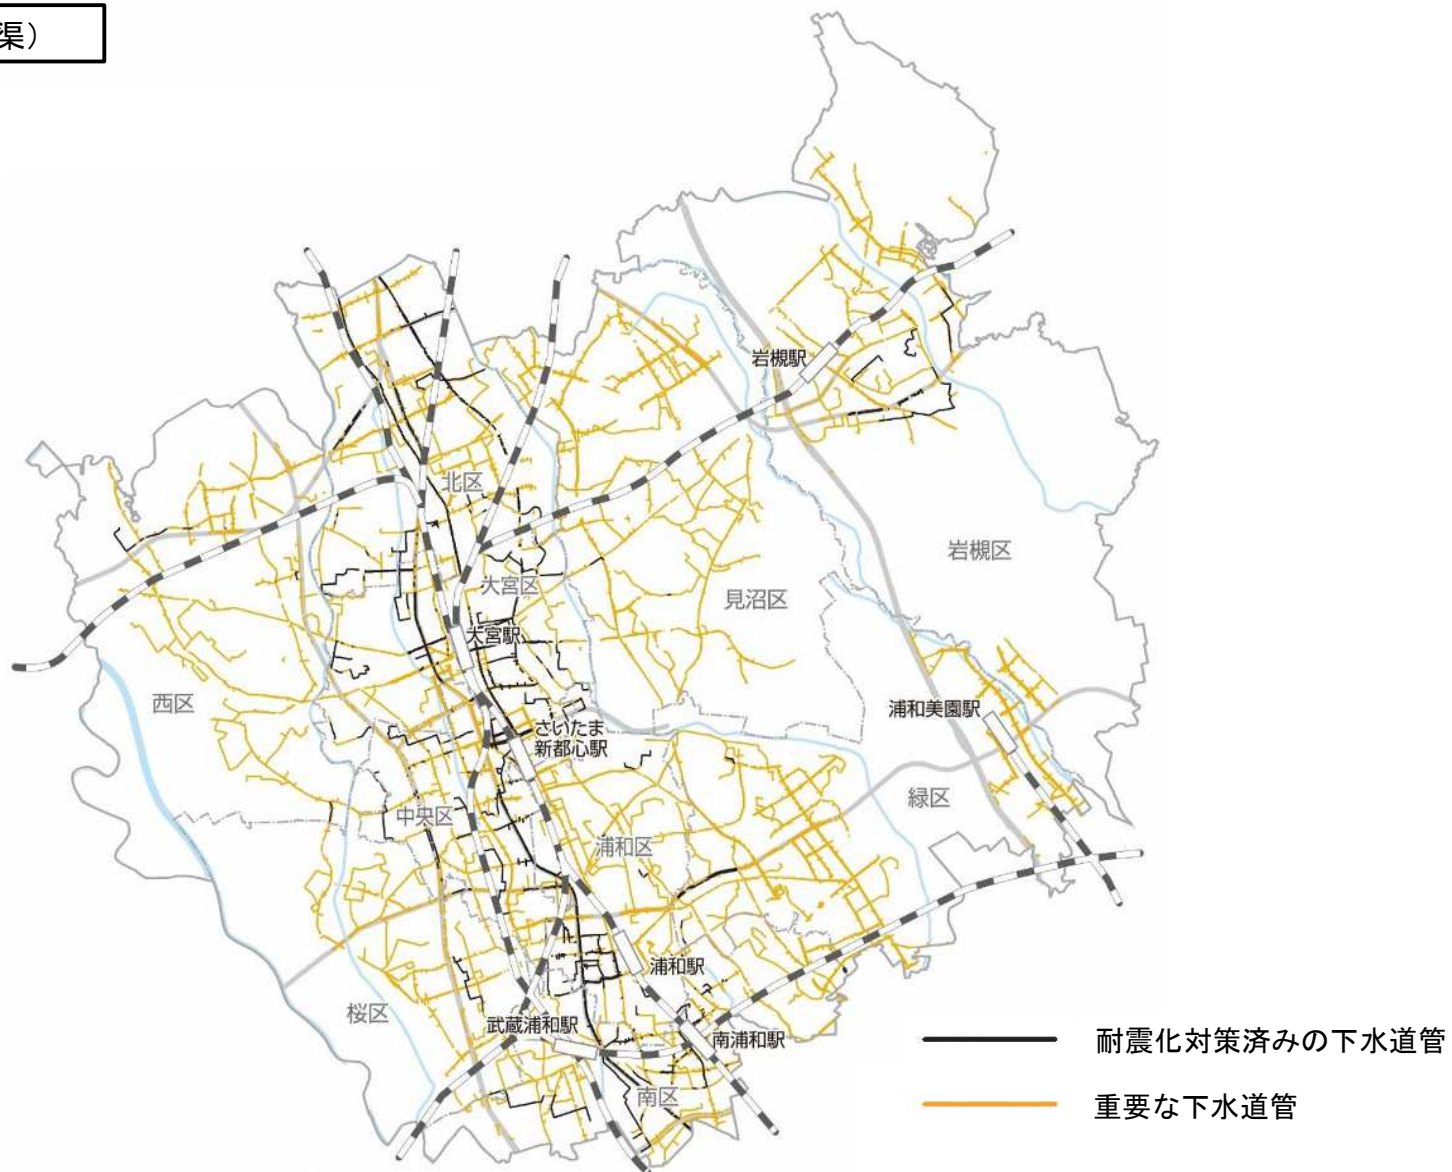 渠）
岩槻駅
北区
岩槻区
大宮区
見沼区
大宮駅
西区
浦和美園駅
さいたま
新都心駅
緑区
中央区
浦和区
浦和駅
桜区
武蔵浦和駅
南浦和駅
南区
耐震化対策済みの下水道管
重要な下水道管